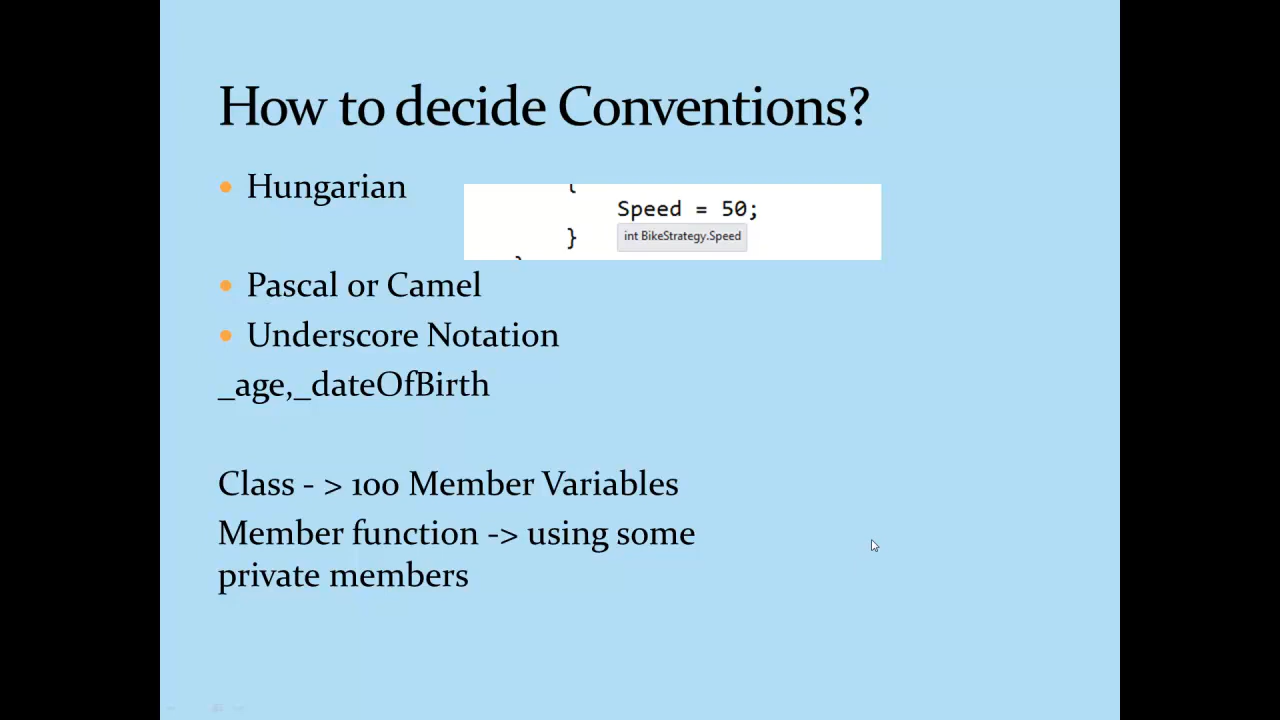 How to decide Conventions?
• Hungarian
{
Speed = 50;
} int BikeStrategy.Speed
}
• Pascal or Camel
• Underscore Notation
_age,_dateOfBirth
Class - > 100 Member Variables
Member function -> using some
private members